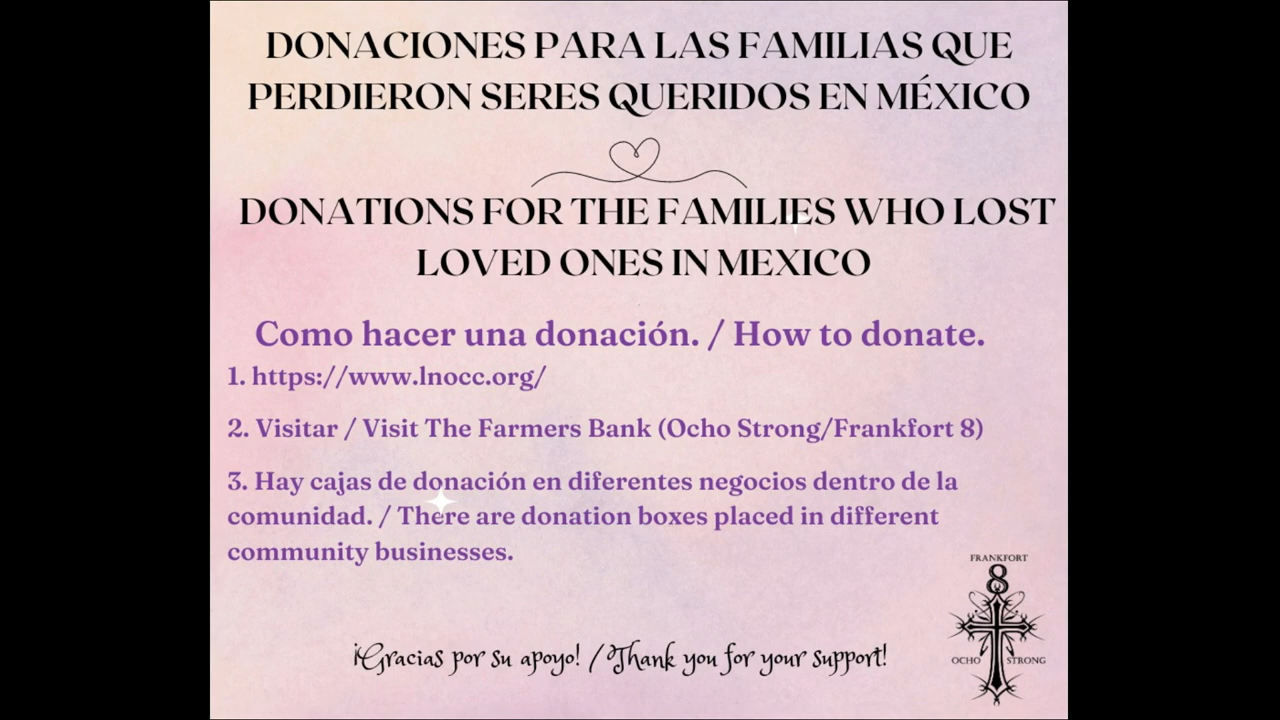 DONACIONES PARA LAS FAMILIAS QUE
PERDIERON SERES QUERIDOS EN MÉXICO
DONATIONS FOR THE FAMILIES WHO LOST
LOVED ONES IN MEXICO
Como hacer una donación. / How to donate.
1. https://www.lnocc.org/
2. Visitar / Visit The Farmers Bank (Ocho Strong/Frankfort 8)
3. Hay cajas de donación en diferentes negocios dentro de la
comunidad. / There are donation boxes placed in different
community businesses.
¡Gracias por su apoyo! / Thank you for your support!
FRANKFORT
8
OCHO STRONG